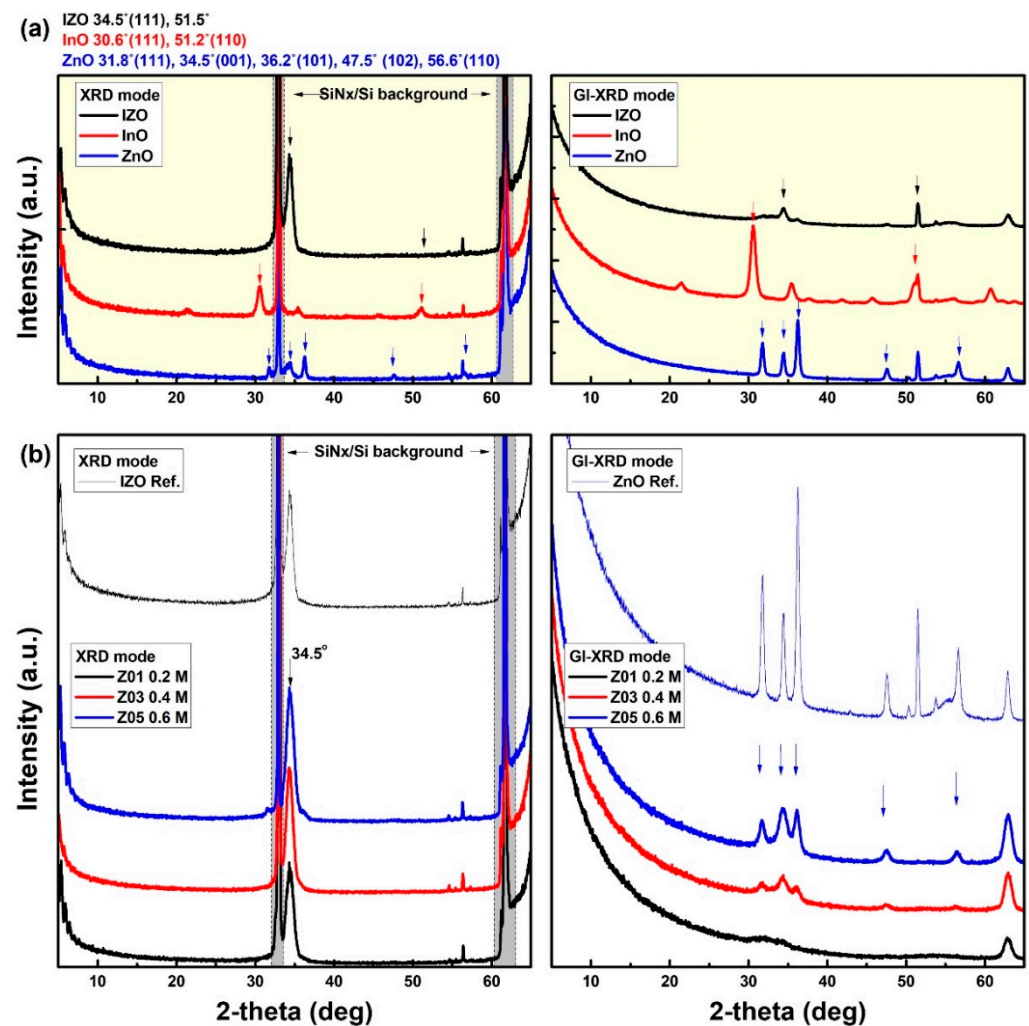 (a) IZO 34.5°(111), 51.5°
InO 30.6°(111), 51.2°(110)
ZnO 31.8°(111), 34.5°(001), 36.2°(101), 47.5° (102), 56.6°(110)
XRD mode
IZO
InO
ZnO
SiNx/Si background
GI-XRD mode
IZO
InO
ZnO
Intensity (a.u.)
10 20 30 40 50 60
10 20 30 40 50 60
(b)
XRD mode
IZO Ref.
SiNx/Si background
GI-XRD mode
ZnO Ref.
34.5°
XRD mode
Z01 0.2 M
Z03 0.4 M
Z05 0.6 M
GI-XRD mode
Z01 0.2 M
Z03 0.4 M
Z05 0.6 M
Intensity (a.u.)
10 20 30 40 50 60
10 20 30 40 50 60
2-theta (deg)
2-theta (deg)